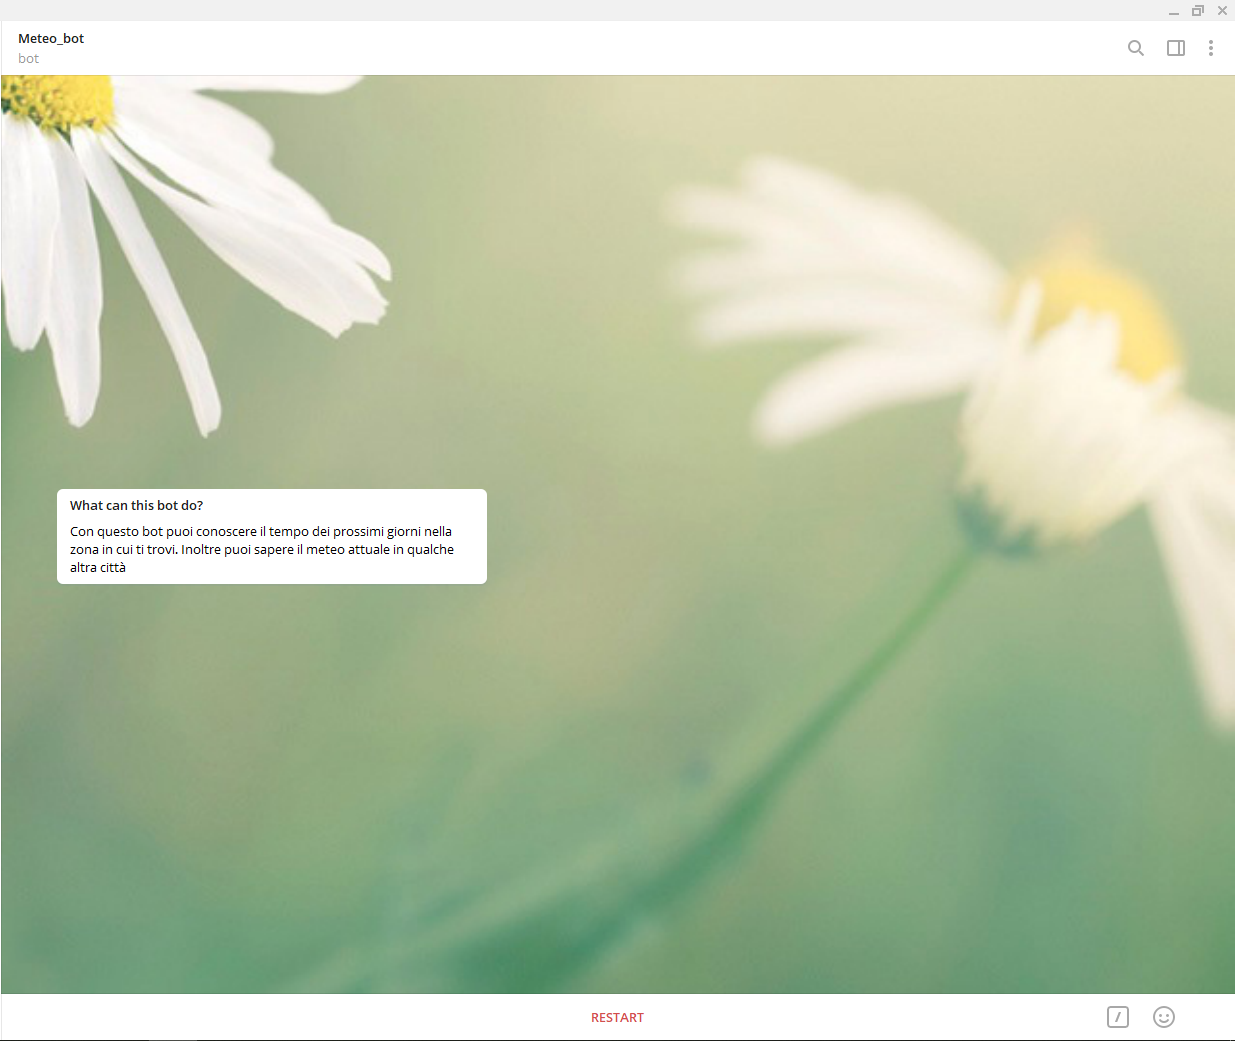 Meteo_bot
bot
What can this bot do?
Con questo bot puoi conoscere il tempo dei prossimi giorni nella
zona in cui ti trovi. Inoltre puoi sapere il meteo attuale in qualche
altra città
RESTART